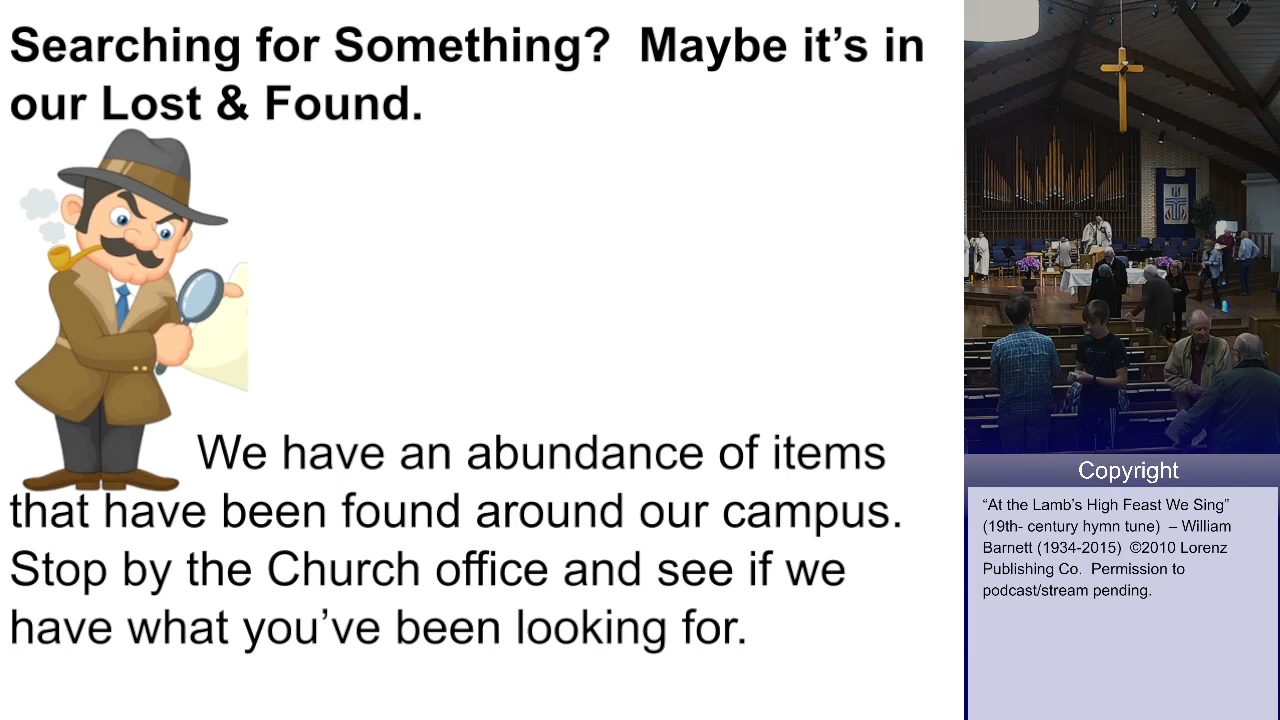 Searching for Something?  Maybe it's in
our Lost & Found.
We have an abundance of items
that have been found around our campus.
Stop by the Church office and see if we
have what you've been looking for.
Copyright
“At the Lamb's High Feast We Sing”
(19th- century hymn tune)  – William
Barnett (1934-2015)  ©2010 Lorenz
Publishing Co.  Permission to
podcast/stream pending.